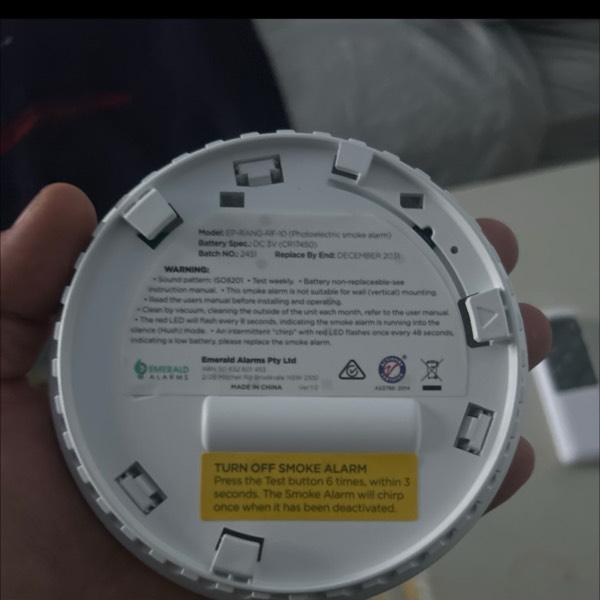 Model: EP-RANG-RF-10 (Photoelectric smoke alarm)
Battery Spec.: DC 3V (CR17450)
Batch NO.: 2451 Replace By End: DECEMBER 2031
WARNING:
• Sound pattern: ISO8201 • Test weekly. • Battery non-replaceable-see
instruction manual. • This smoke alarm is not suitable for wall (vertical) mounting.
• Read the users manual before installing end operating.
• Clean by vacuum, cleaning the outside of the unit each month, refer to the user manual.
• The red LED will flash every 8 seconds, indicating the smoke alarm is running into the
silence (Hush) mode. • An intermittent "chirp" with red LED flashes once every 48 seconds,
indicating a low battery, please replace the smoke alarm.
EMERALD
ALARMS
Emerald Alarms Pty Ltd
MADE IN CHINA
AS3786: 2014
TURN OFF SMOKE ALARM
Press the Test button 6 times, within 3
seconds. The Smoke Alarm will chirp
once when it has been deactivated.